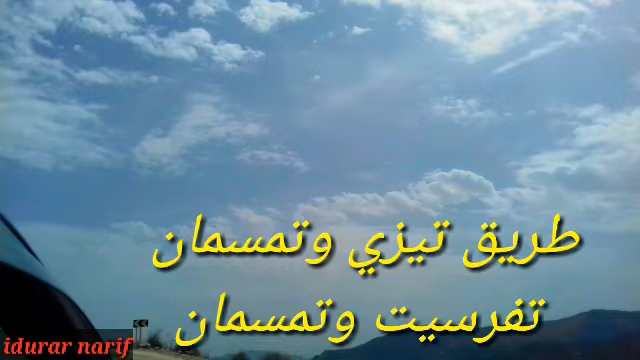 طريق تيزي وتمسمان
تفرسيت وتمسمان
idurar narif